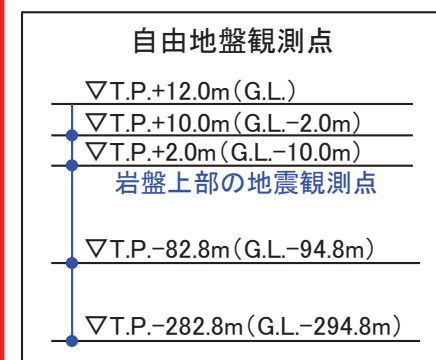 自由地盤観測点
▽T.P.+12.0m(G.L.)
▽T.P.+10.0m(G.L.-2.0m)
▽T.P.+2.0m(G.L.-10.0m)
岩盤上部の地震観測点
▽T.P.-82.8m(G.L.-94.8m)
▽T.P.-282.8m(G.L.-294.8m)